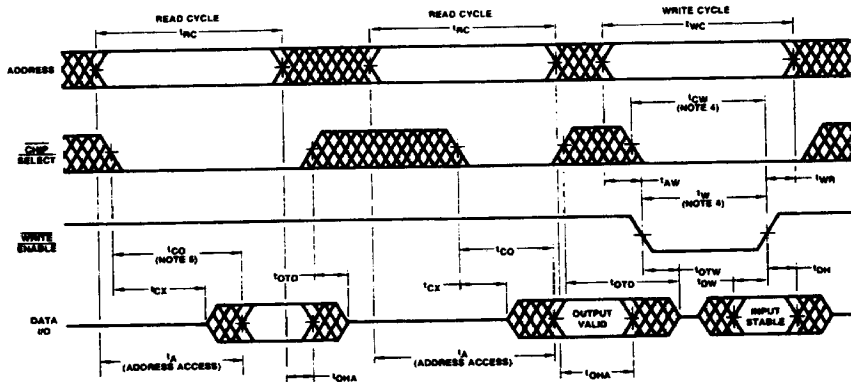 READ CYCLE
tRC
READ CYCLE
tRC
WRITE CYCLE
tWC
ADDRESS
tCW
(NOTE 4)
CHIP
SELECT
tAW
tWR
tW
(NOTE 4)
WRITE
ENABLE
tCO
(NOTE 5)
tCO
tOTD
tOTD
tOTW
tDH
tCX
tCX
tDW
DATA
I/O
OUTPUT
VALID
INPUT
STABLE
tA
(ADDRESS ACCESS)
tOHA
tA
(ADDRESS ACCESS)
tOHA